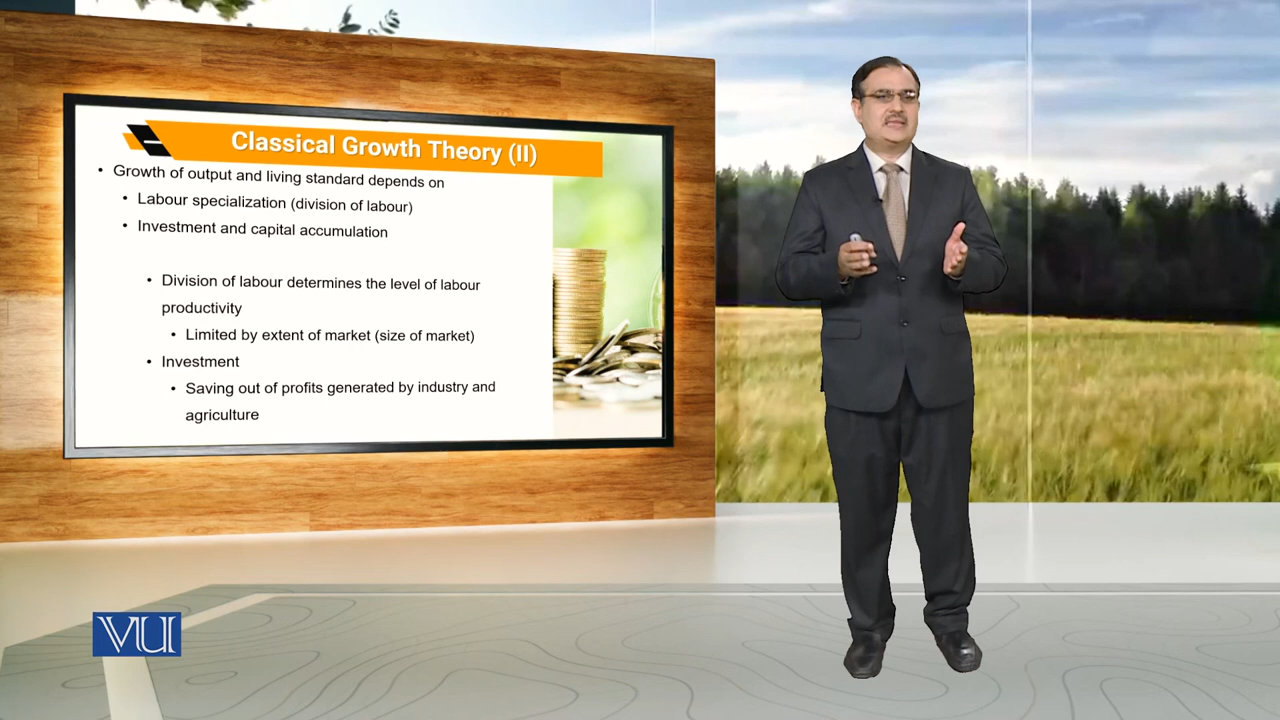 Classical Growth Theory (II)
• Growth of output and living standard depends on
• Labour specialization (division of labour)
• Investment and capital accumulation
• Division of labour determines the level of labour
productivity
• Limited by extent of market (size of market)
• Investment
• Saving out of profits generated by industry and
agriculture
VU